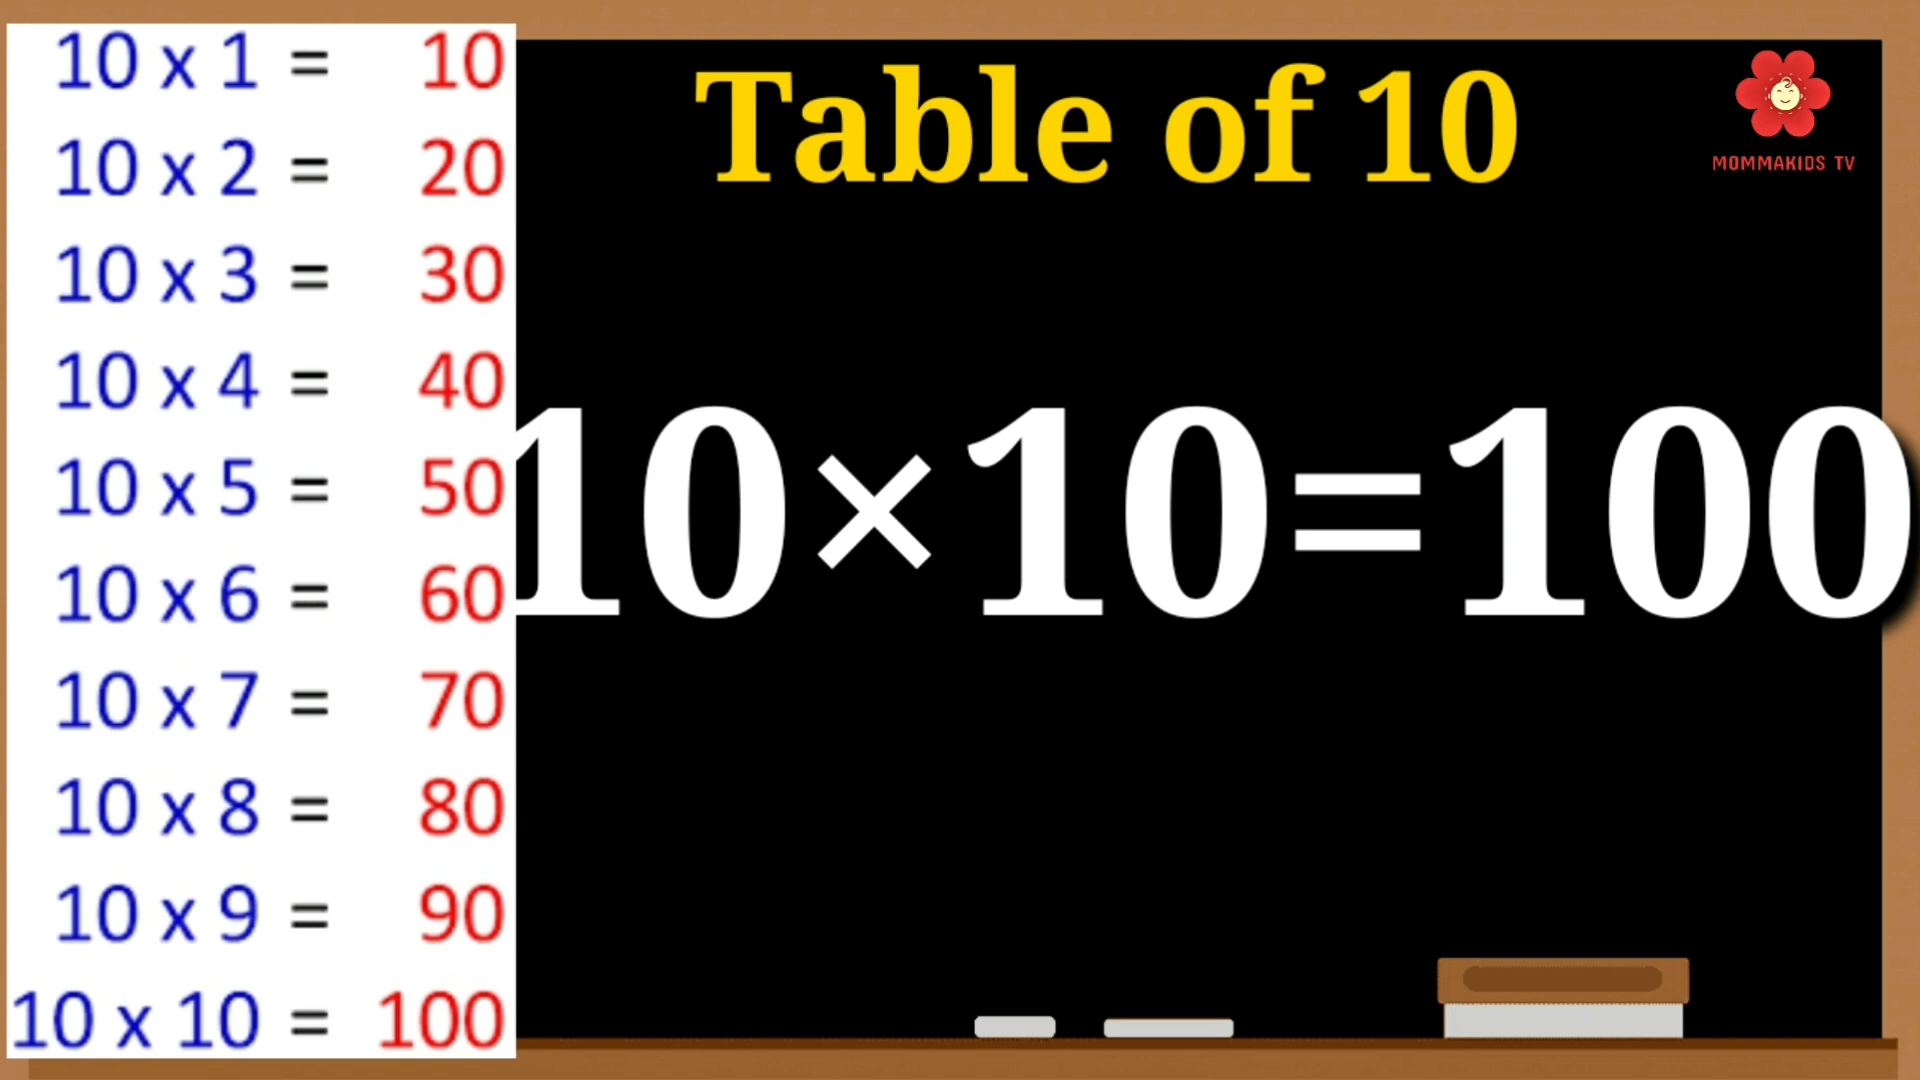 10 x 1 = 10
10 x 2 = 20
10 x 3 = 30
10 x 4 = 40
10 x 5 = 50
10 x 6 = 60
10 x 7 = 70
10 x 8 = 80
10 x 9 = 90
10 x 10 = 100
Table of 10
MOMMAKIDS TV
10×10=100